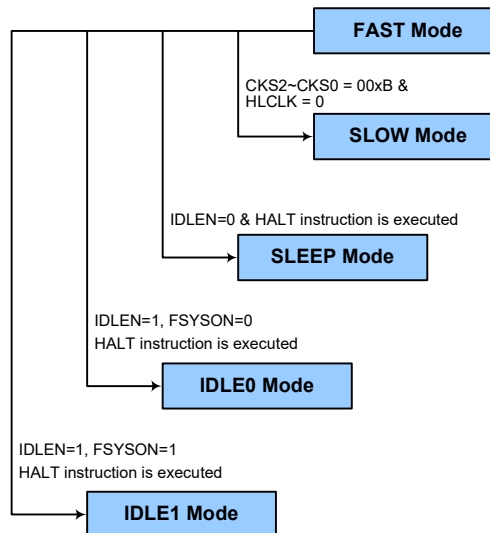 FAST Mode
CKS2~CKS0 = 00xB &
HLCLK = 0
SLOW Mode
IDLEN=0 & HALT instruction is executed
SLEEP Mode
IDLEN=1, FSYSON=0
HALT instruction is executed
IDLE0 Mode
IDLEN=1, FSYSON=1
HALT instruction is executed
IDLE1 Mode